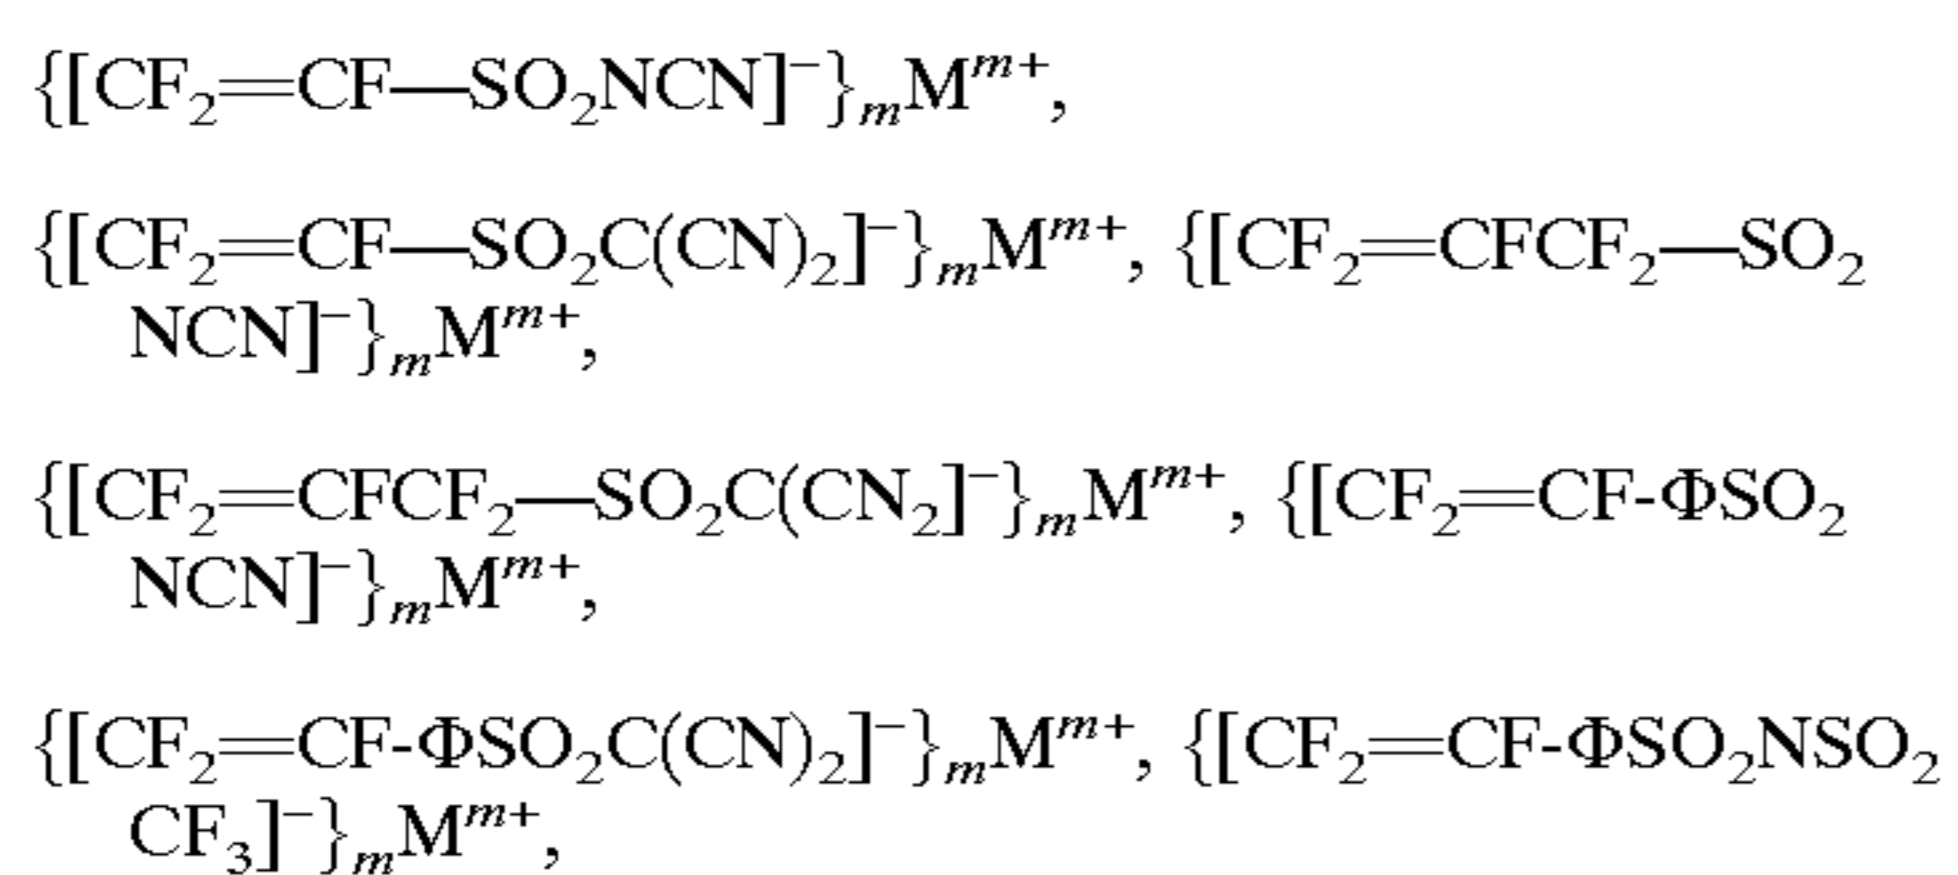 {[CF₂═CF—SO₂NCN]⁻}ₘMᵐ⁺,
{[CF₂═CF—SO₂C(CN)₂]⁻}ₘMᵐ⁺, {[CF₂═CFCF₂—SO₂
NCN]⁻}ₘMᵐ⁺,
{[CF₂═CFCF₂—SO₂C(CN₂]⁻}ₘMᵐ⁺, {[CF₂═CF-ΦSO₂
NCN]⁻}ₘMᵐ⁺,
{[CF₂═CF-ΦSO₂C(CN)₂]⁻}ₘMᵐ⁺, {[CF₂═CF-ΦSO₂NSO₂
CF₃]⁻}ₘMᵐ⁺,